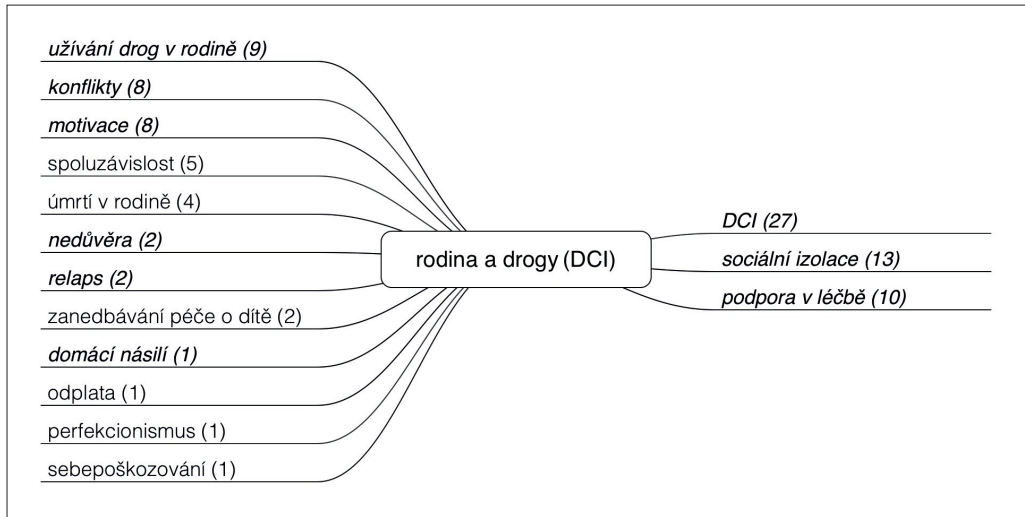 užívání drog v rodině (9)
konflikty (8)
motivace (8)
spoluzávislost (5)
úmrtí v rodině (4)
nedůvěra (2)
relaps (2)
zanedbávání péče o dítě (2)
domácí násilí (1)
odplata (1)
perfekcionismus (1)
sebepoškozování (1)
rodina a drogy (DCI)
DCI (27)
sociální izolace (13)
podpora v léčbě (10)